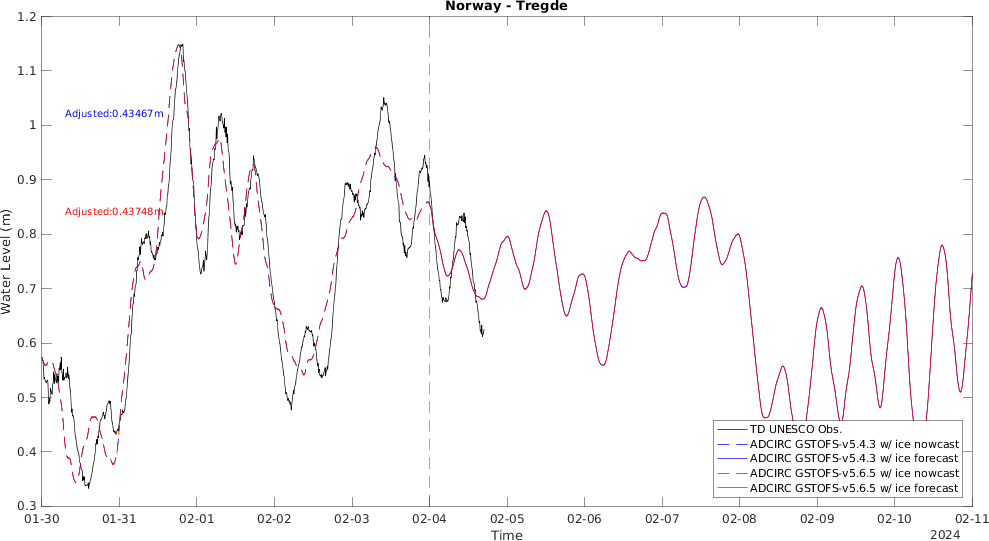 Norway - Tregde
1.2
1.1
1
0.9
0.8
0.7
0.6
0.5
0.4
0.3
Water Level (m)
Adjusted:0.43467m
Adjusted:0.43748m
TD UNESCO Obs.
ADCIRC GSTOFS-v5.4.3 w/ ice nowcast
ADCIRC GSTOFS-v5.4.3 w/ ice forecast
ADCIRC GSTOFS-v5.6.5 w/ ice nowcast
ADCIRC GSTOFS-v5.6.5 w/ ice forecast
01-30 01-31 02-01 02-02 02-03 02-04 02-05 02-06 02-07 02-08 02-09 02-10 02-11
Time
2024